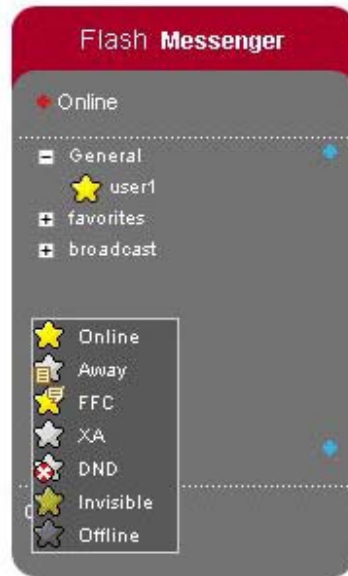 Flash Messenger
Online
General
user1
favorites
broadcast
Online
Away
FFC
XA
DND
Invisible
Offline